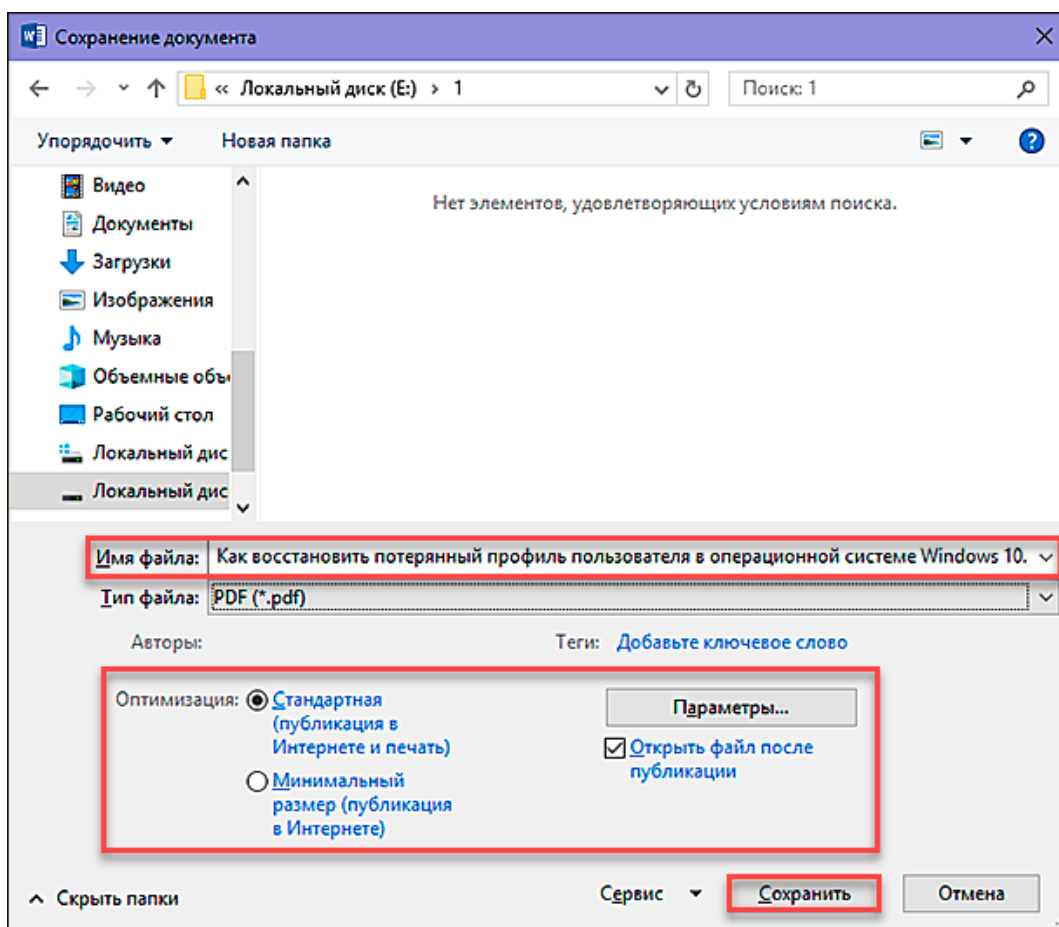 Сохранение документа
« Локальный диск (E:) › 1
Поиск: 1
Упорядочить
Новая папка
Видео
Документы
Загрузки
Изображения
Музыка
Объемные объ
Рабочий стол
Локальный дис
Локальный дис
Нет элементов, удовлетворяющих условиям поиска.
Имя файла: Как восстановить потерянный профиль пользователя в операционной системе Windows 10.
Тип файла: PDF (*.pdf)
Авторы:
Теги: Добавьте ключевое слово
Оптимизация:
Стандартная
(публикация в
Интернете и печать)
Минимальный
размер (публикация
в Интернете)
Параметры...
Открыть файл после
публикации
Скрыть папки
Сервис
Сохранить
Отмена